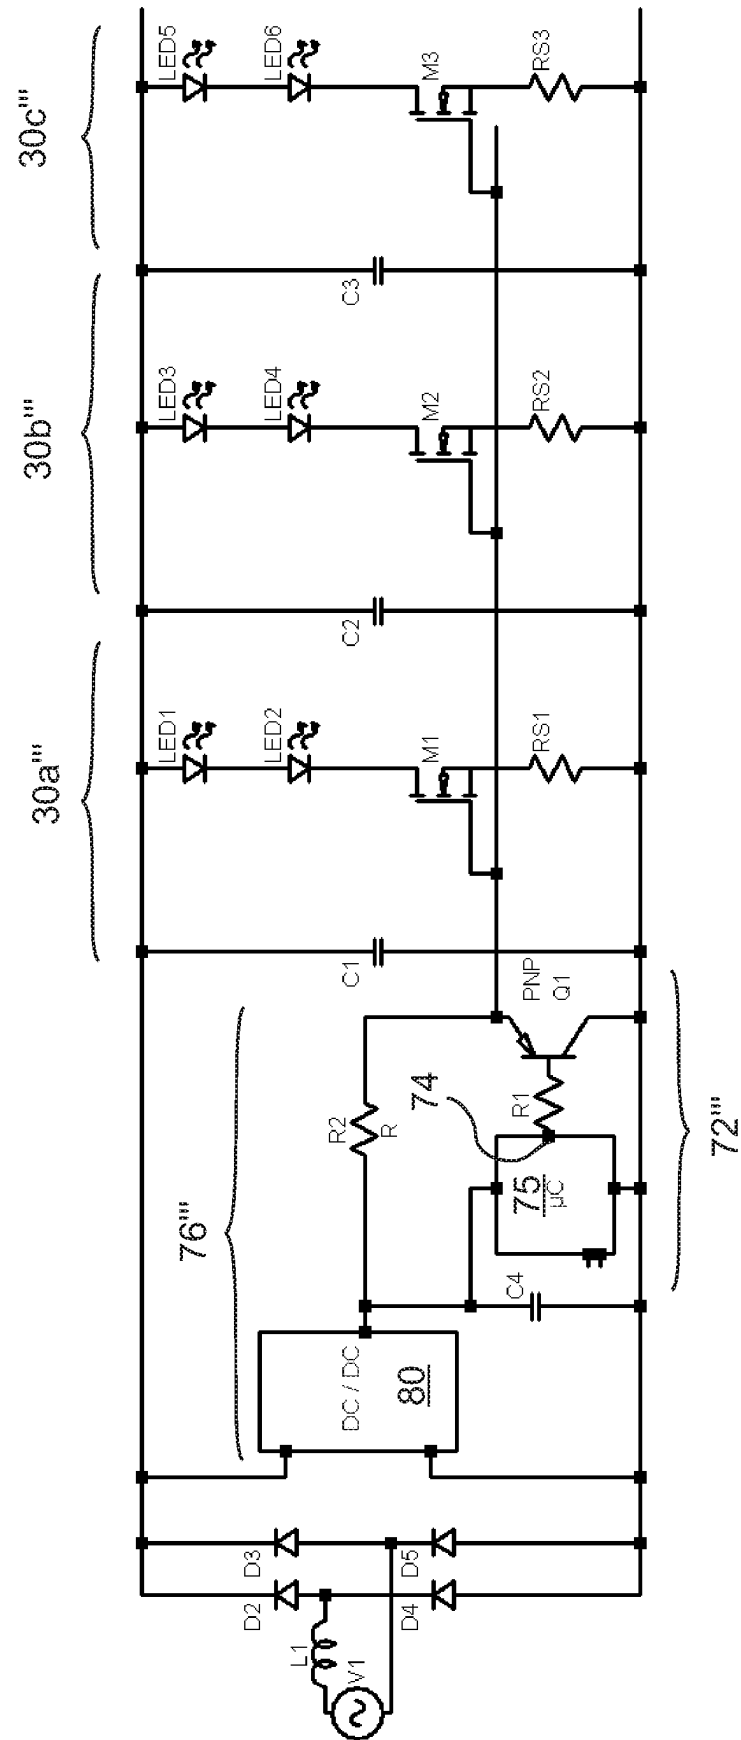 30a'''
30b'''
30c'''
76'''
LED1
LED3
LED5
LED2
LED4
LED6
D3
D2
DC / DC
80
R2
R
C1
C2
C3
M1
M2
M3
L1
V1
D5
D4
74
C4
75
µC
R1
PNP
Q1
RS1
RS2
RS3
72'''